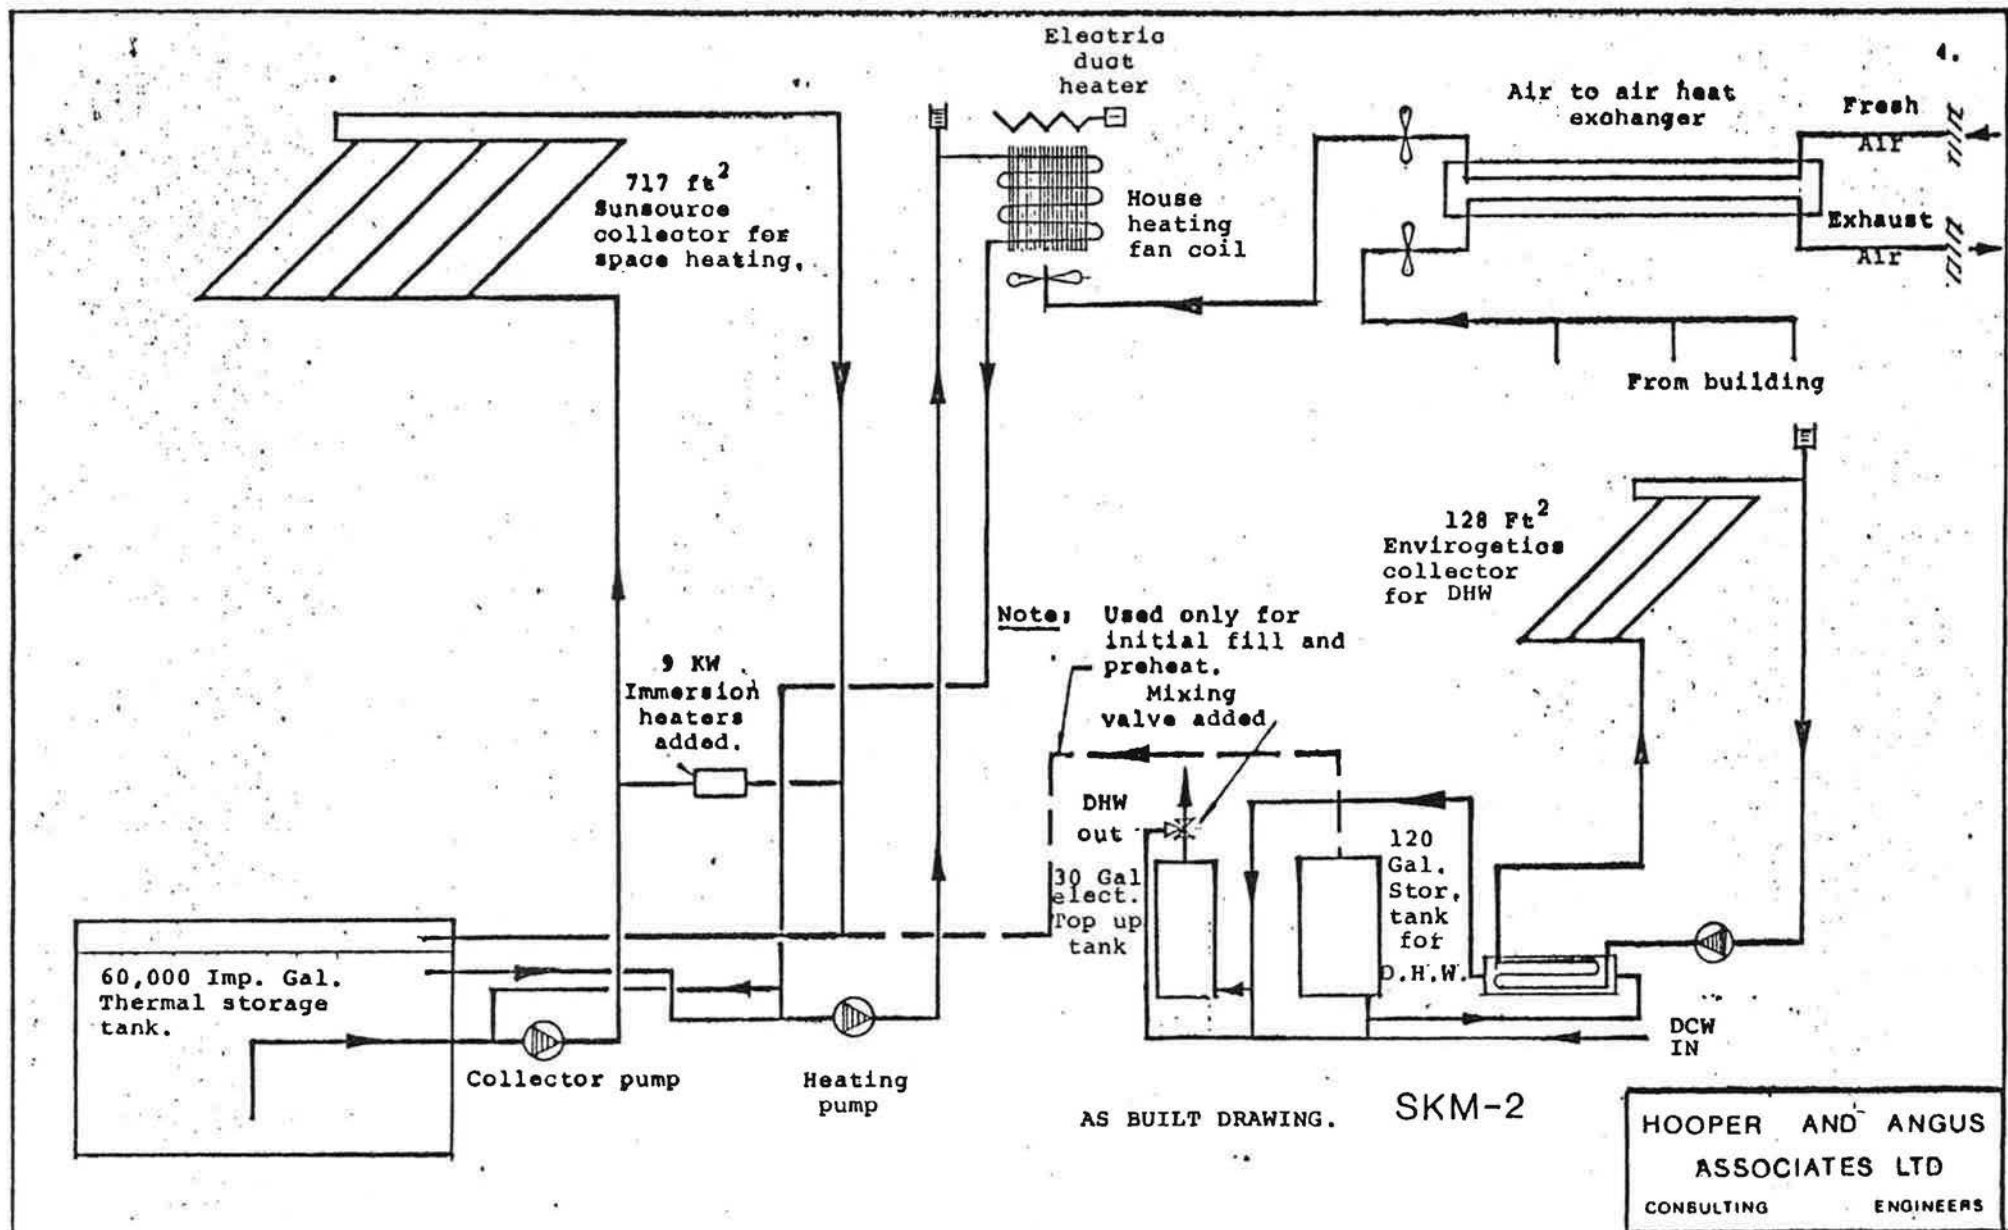 4.
Electric
duct
heater
Air to air heat
exchanger
Fresh
Air
Exhaust
Air
717 ft²
Sunsource
collector for
space heating.
House
heating
fan coil
From building
128 Ft²
Envirogetics
collector
for DHW
Note: Used only for
initial fill and
preheat.
Mixing
valve added
9 KW
Immersion
heaters
added.
DHW
out
30 Gal
elect.
Top up
tank
120
Gal.
Stor.
tank
for
D.H.W.
60,000 Imp. Gal.
Thermal storage
tank.
DCW
IN
Collector pump
Heating
pump
AS BUILT DRAWING.
SKM-2
HOOPER AND ANGUS
ASSOCIATES LTD
CONSULTING ENGINEERS